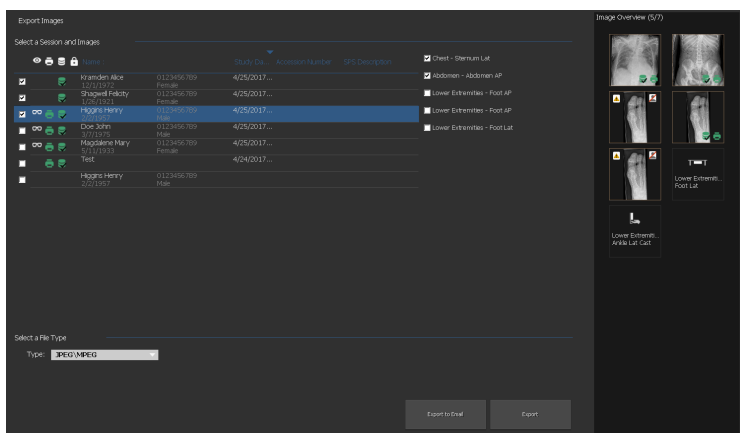 Export Images
Image Overview (5/7)
Select a Session and Images
Name
Study Da...
Accession Number
SPS Description
Kramden Alice 0123456789 4/25/2017...
12/1/1972 Female
Shagwell Felicity 0123456789 4/25/2017...
1/26/1921 Female
Higgins Henry 0123456789 4/25/2017...
2/2/1957 Male
Doe John 0123456789 4/25/2017...
3/7/1975 Male
Magdalene Mary 0123456789 4/25/2017...
5/11/1933 Female
Test 4/24/2017...
Higgins Henry 0123456789
2/2/1957 Male
Chest - Sternum Lat
Abdomen - Abdomen AP
Lower Extremities - Foot AP
Lower Extremities - Foot AP
Lower Extremities - Foot Lat
Lower Extremiti...
Foot Lat
Lower Extremiti...
Ankle Lat Cast
Select a File Type
Type: JPEG\MPEG
Export to Email
Export